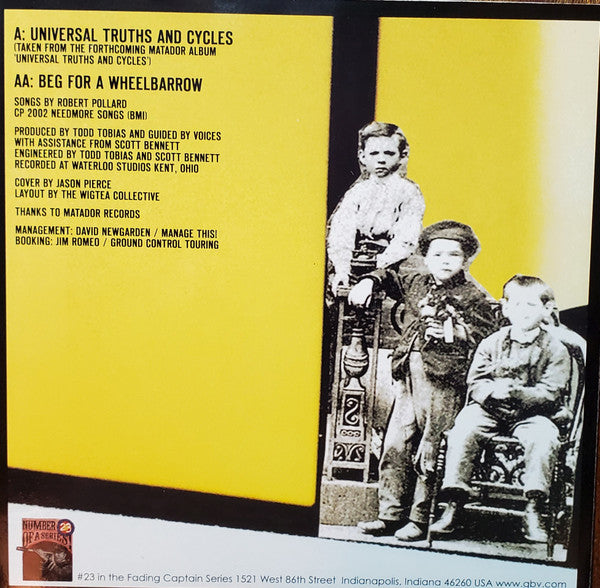 A: UNIVERSAL TRUTHS AND CYCLES
(TAKEN FROM THE FORTHCOMING MATADOR ALBUM
'UNIVERSAL TRUTHS AND CYCLES')
AA: BEG FOR A WHEELBARROW
SONGS BY ROBERT POLLARD
CP 2002 NEEDMORE SONGS (BMI)
PRODUCED BY TODD TOBIAS AND GUIDED BY VOICES
WITH ASSISTANCE FROM SCOTT BENNETT
ENGINEERED BY TODD TOBIAS AND SCOTT BENNETT
RECORDED AT WATERLOO STUDIOS KENT, OHIO
COVER BY JASON PIERCE
LAYOUT BY THE WIGTEA COLLECTIVE
THANKS TO MATADOR RECORDS
MANAGEMENT: DAVID NEWGARDEN / MANAGE THIS!
BOOKING: JIM ROMEO / GROUND CONTROL TOURING
NUMBER 23
OF A SERIES
#23 in the Fading Captain Series 1521 West 86th Street Indianapolis, Indiana 46260 USA www.gbv.com